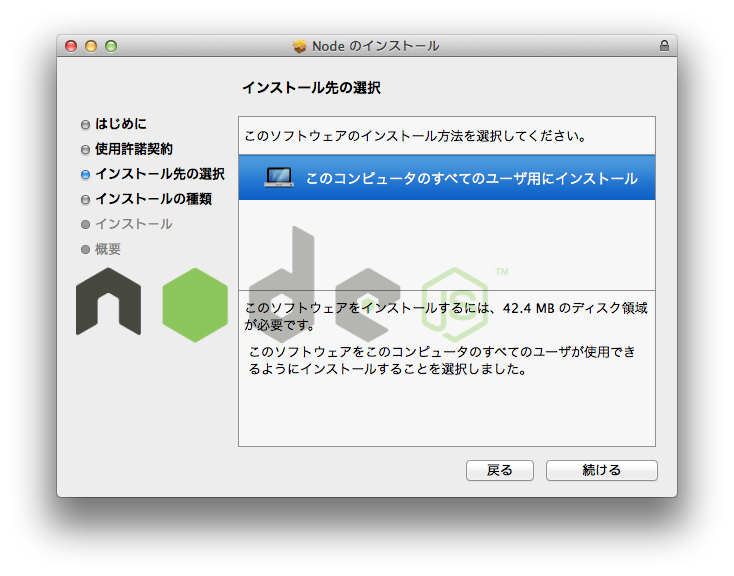 Node のインストール
インストール先の選択
はじめに
使用許諾契約
インストール先の選択
インストールの種類
インストール
概要
このソフトウェアのインストール方法を選択してください。
このコンピュータのすべてのユーザ用にインストール
node
JS
TM
このソフトウェアをインストールするには、42.4 MB のディスク領域
が必要です。
このソフトウェアをこのコンピュータのすべてのユーザが使用でき
るようにインストールすることを選択しました。
戻る
続ける